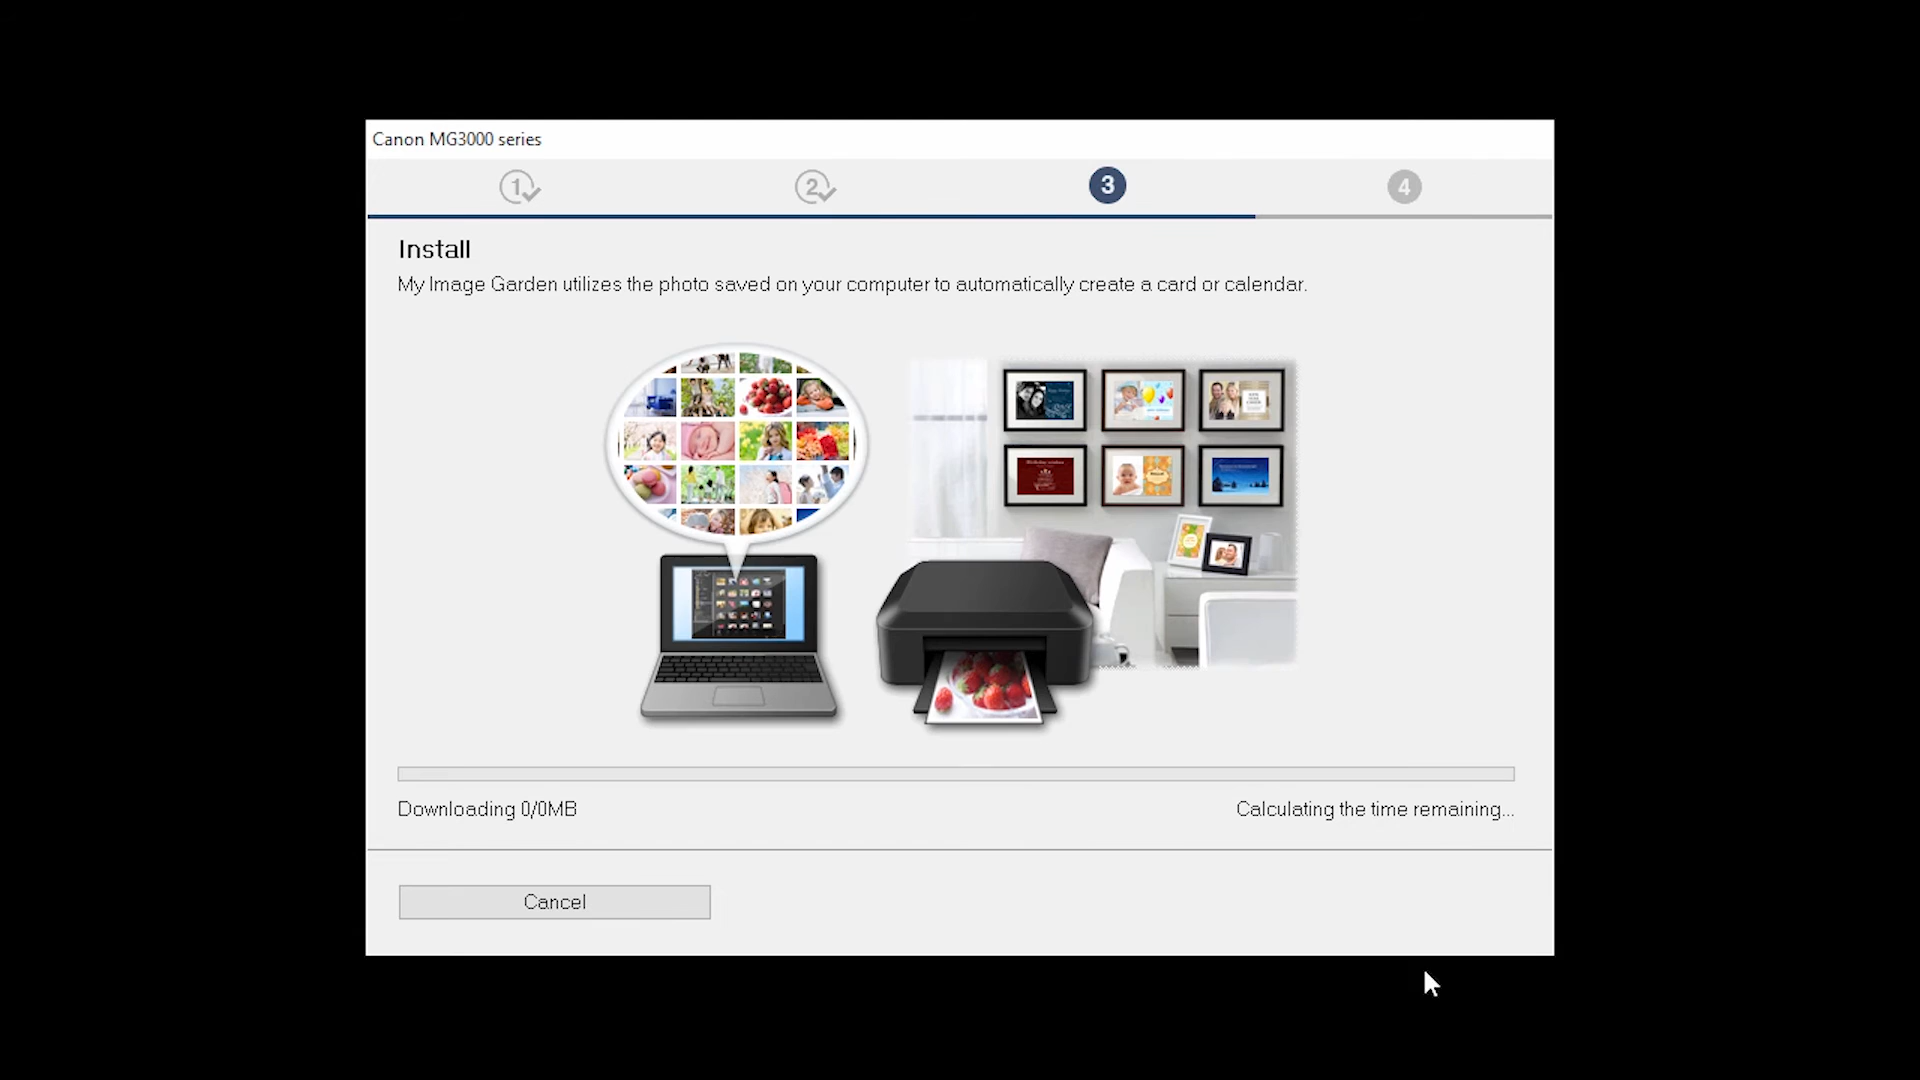 Canon MG3000 series
1 2 3 4
Install
My Image Garden utilizes the photo saved on your computer to automatically create a card or calendar.
Downloading 0/0MB
Calculating the time remaining...
Cancel